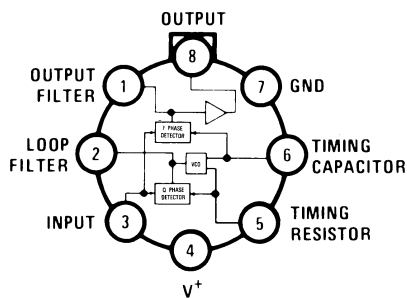 OUTPUT
8
OUTPUT
FILTER
1
7
GND
I PHASE
DETECTOR
LOOP
FILTER
2
VCO
6
TIMING
CAPACITOR
Q PHASE
DETECTOR
INPUT
3
5
TIMING
RESISTOR
4
V+